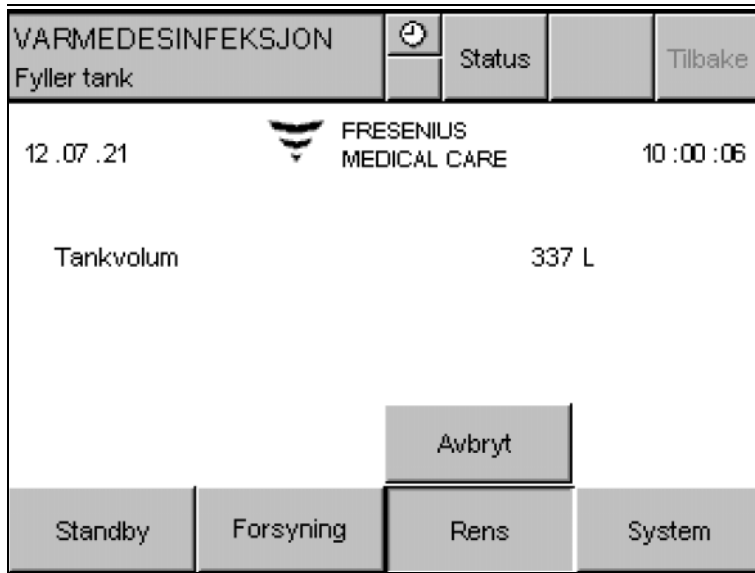 VARMEDESINFEKSJON
Fyller tank
Status
Tilbake
12 .07 .21
FRESENIUS
MEDICAL CARE
10 :00 :06
Tankvolum
337 L
Avbryt
Standby
Forsyning
Rens
System